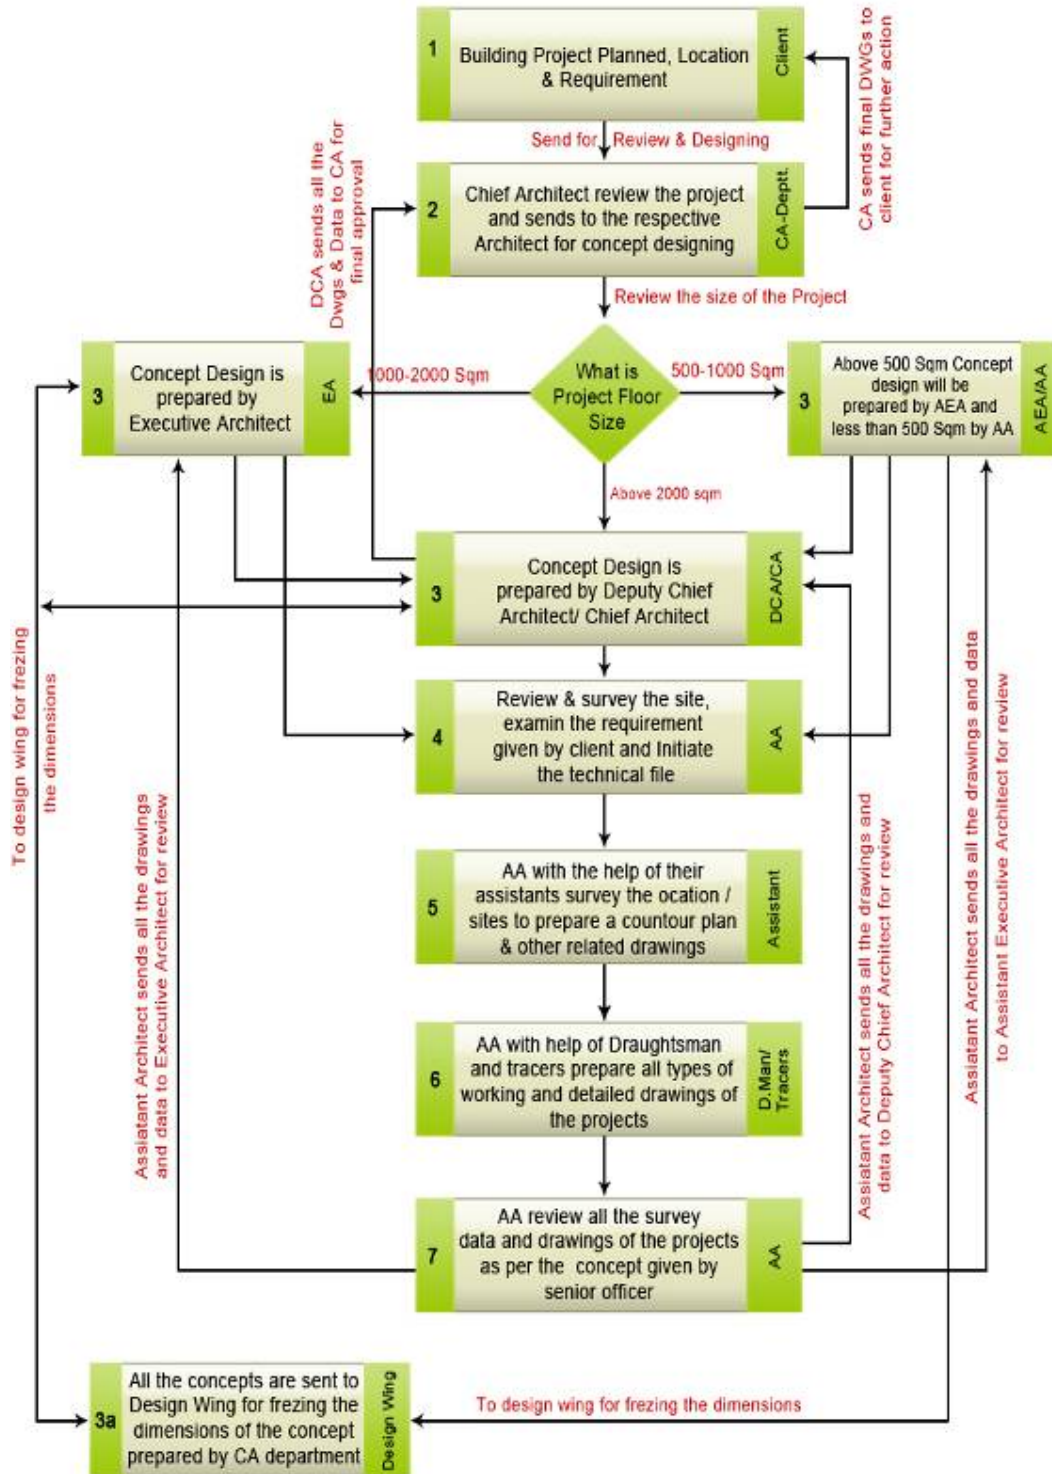 1
Building Project Planned, Location
& Requirement
Client
Send for Review & Designing
CA sends final DWGs to
client for further action
2
Chief Architect review the project
and sends to the respective
Architect for concept designing
CA-Deptt.
DCA sends all the
Dwgs & Data to CA for
final approval
Review the size of the Project
What is
Project Floor
Size
1000-2000 Sqm
500-1000 Sqm
Above 2000 sqm
3
Concept Design is
prepared by
Executive Architect
EA
3
Above 500 Sqm Concept
design will be
prepared by AEA and
less than 500 Sqm by AA
AEA/AA
3
Concept Design is
prepared by Deputy Chief
Architect/ Chief Architect
DCA/CA
4
Review & survey the site,
examin the requirement
given by client and Initiate
the technical file
AA
To design wing for frezing
the dimensions
Assiatant Architect sends all the drawings
and data to Executive Architect for review
Assiatant Architect sends all the drawings and
data to Deputy Chief Architect for review
Assiatant Architect sends all the drawings and data
to Assistant Executive Architect for review
5
AA with the help of their
assistants survey the ocation /
sites to prepare a countour plan
& other related drawings
Assistant
6
AA with help of Draughtsman
and tracers prepare all types of
working and detailed drawings of
the projects
D.Man/
Tracers
7
AA review all the survey
data and drawings of the projects
as per the concept given by
senior officer
AA
3a
All the concepts are sent to
Design Wing for frezing the
dimensions of the concept
prepared by CA department
Design Wing
To design wing for frezing the dimensions